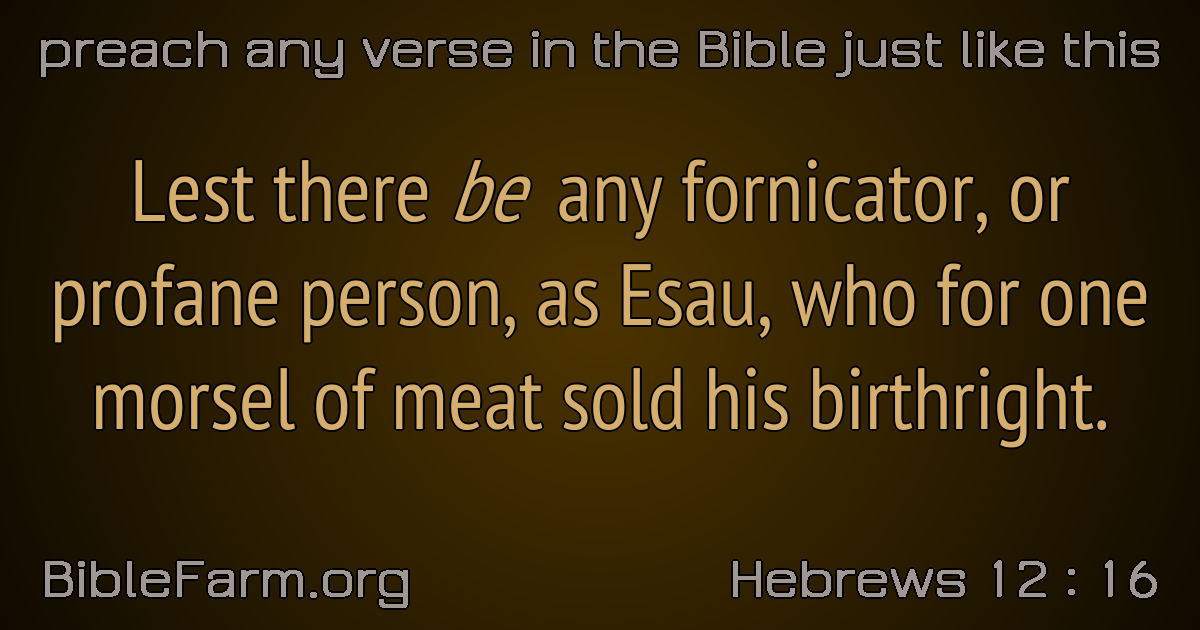 preach any verse in the Bible just like this
Lest there be any fornicator, or
profane person, as Esau, who for one
morsel of meat sold his birthright.
BibleFarm.org
Hebrews 12 : 16